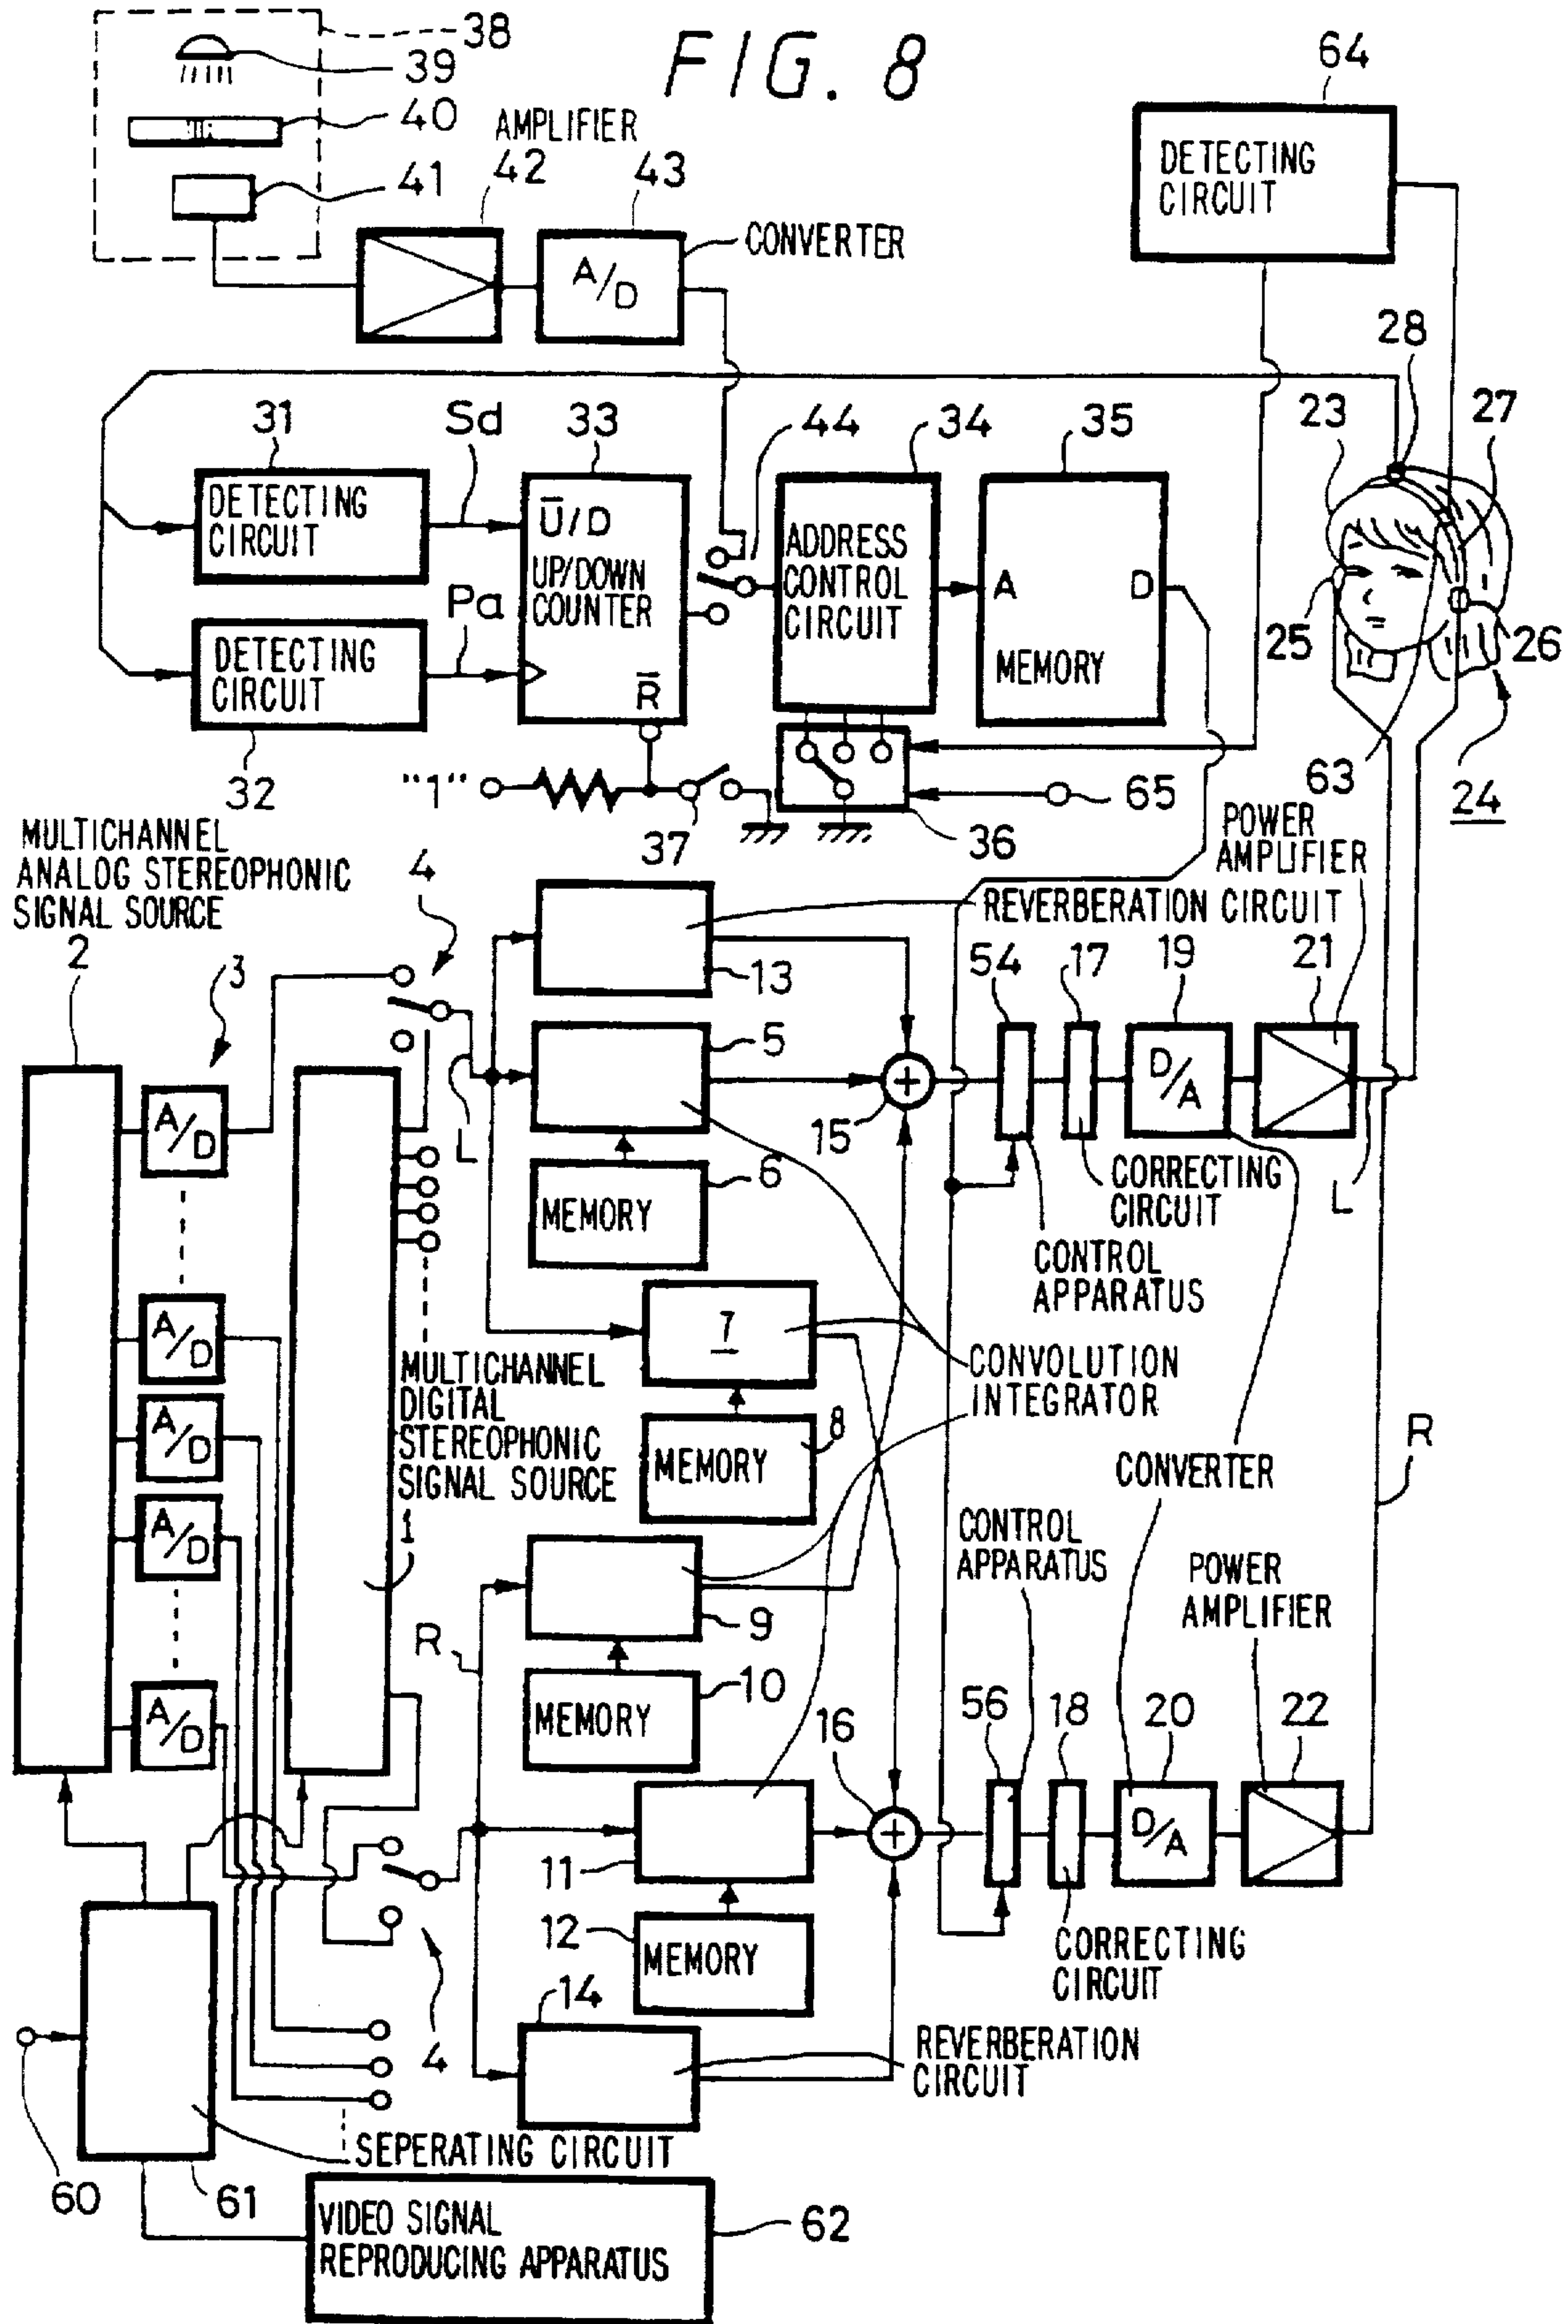 FIG. 8
38
39
40
41
AMPLIFIER
42
43
A/D
CONVERTER
64
DETECTING
CIRCUIT
28
23
27
25
26
63
24
31
Sd
33
44
34
35
DETECTING
CIRCUIT
U̅/D
UP/DOWN
COUNTER
ADDRESS
CONTROL
CIRCUIT
A
D
MEMORY
Pa
DETECTING
CIRCUIT
R̅
32
"1"
37
36
65
MULTICHANNEL
ANALOG STEREOPHONIC
SIGNAL SOURCE
2
3
4
POWER
AMPLIFIER
REVERBERATION CIRCUIT
13
54
17
19
21
A/D
L
5
15
D/A
6
MEMORY
CORRECTING
CIRCUIT
L
CONTROL
APPARATUS
A/D
7
MULTICHANNEL
DIGITAL
STEREOPHONIC
SIGNAL SOURCE
CONVOLUTION
INTEGRATOR
A/D
8
MEMORY
CONVERTER
R
A/D
1
CONTROL
APPARATUS
POWER
AMPLIFIER
R
9
10
MEMORY
A/D
16
56
18
20
22
11
D/A
12
MEMORY
CORRECTING
CIRCUIT
4
14
REVERBERATION
CIRCUIT
60
61
SEPERATING CIRCUIT
VIDEO SIGNAL
REPRODUCING APPARATUS
62